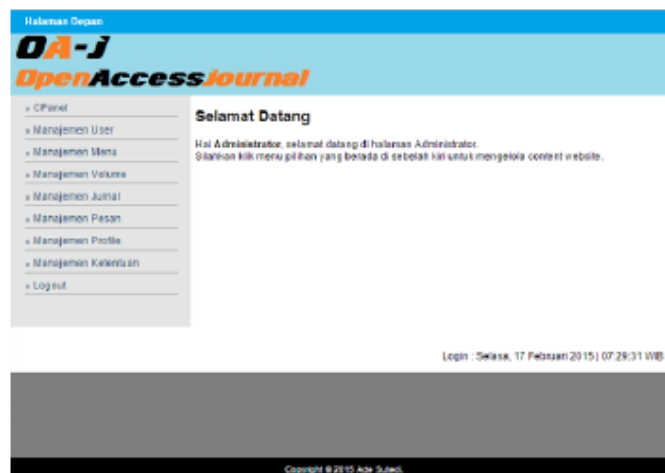 Halaman Depan
OA-J
OpenAccessjournal
» CPanel
» Manajemen User
» Manajemen Menu
» Manajemen Volume
» Manajemen Jurnal
» Manajemen Pesan
» Manajemen Profile
» Manajemen Ketentuan
» Logout
Selamat Datang
Hai Administrator, selamat datang di halaman Administrator.
Silahkan klik menu pilihan yang berada di sebelah kiri untuk mengelola content website.
Login : Selasa, 17 Februari 2015 | 07:29:31 WIB
Copyright © 2015 Ade Sutedi.